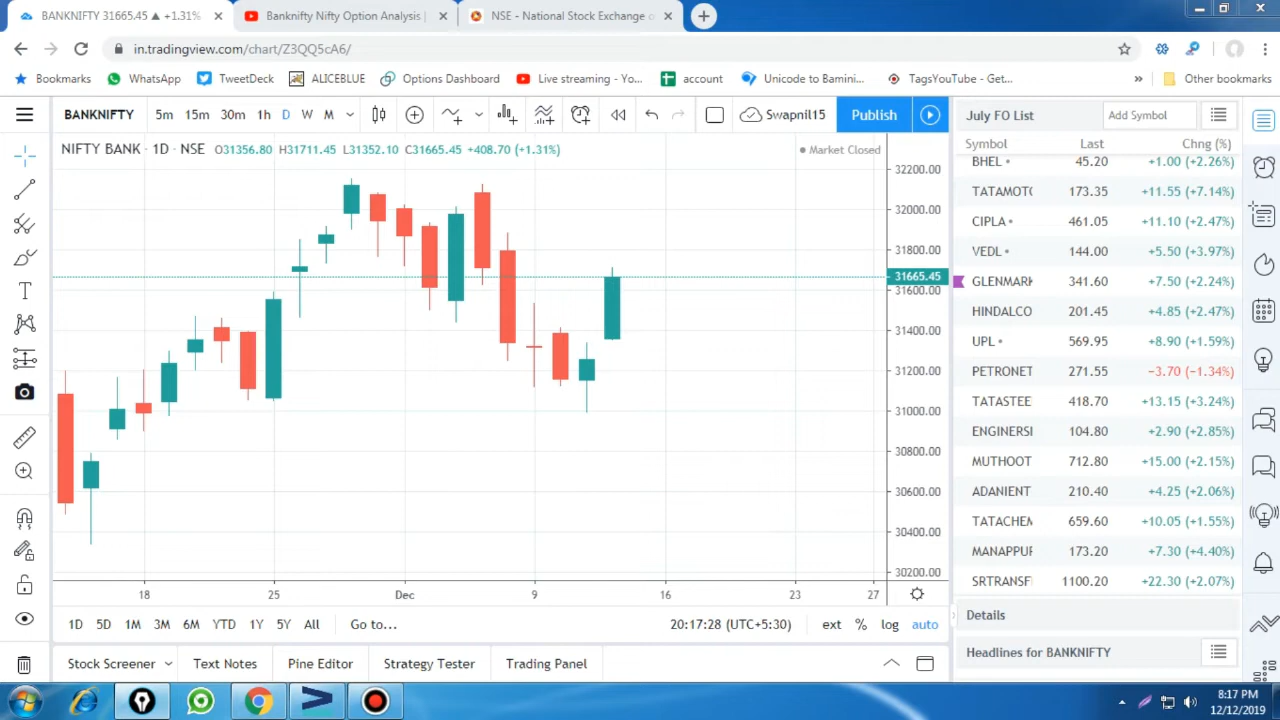 BANKNIFTY 31665.45 ▲ +1.31%
Banknifty Nifty Option Analysis |
NSE - National Stock Exchange o
in.tradingview.com/chart/Z3QQ5cA6/
Bookmarks WhatsApp TweetDeck ALICEBLUE Options Dashboard Live streaming - Yo... account Unicode to Bamini... TagsYouTube - Get... » Other bookmarks
BANKNIFTY 5m 15m 30m 1h D W M Swapnil15 Publish
July FO List Add Symbol
NIFTY BANK · 1D · NSE O31356.80 H31711.45 L31352.10 C31665.45 +408.70 (+1.31%)
Market Closed
Symbol Last Chng (%)
BHEL 45.20 +1.00 (+2.26%)
TATAMOTO 173.35 +11.55 (+7.14%)
CIPLA 461.05 +11.10 (+2.47%)
VEDL 144.00 +5.50 (+3.97%)
GLENMARK 341.60 +7.50 (+2.24%)
HINDALCO 201.45 +4.85 (+2.47%)
UPL 569.95 +8.90 (+1.59%)
PETRONET 271.55 −3.70 (−1.34%)
TATASTEE 418.70 +13.15 (+3.24%)
ENGINERSI 104.80 +2.90 (+2.85%)
MUTHOOT 712.80 +15.00 (+2.15%)
ADANIENT 210.40 +4.25 (+2.06%)
TATACHEM 659.60 +10.05 (+1.55%)
MANAPPUR 173.20 +7.30 (+4.40%)
SRTRANSF 1100.20 +22.30 (+2.07%)
32200.00
32000.00
31800.00
31665.45
31600.00
31400.00
31200.00
31000.00
30800.00
30600.00
30400.00
30200.00
18 25 Dec 9 16 23 27
1D 5D 1M 3M 6M YTD 1Y 5Y All Go to... 20:17:28 (UTC+5:30) ext % log auto
Details
Headlines for BANKNIFTY
Stock Screener Text Notes Pine Editor Strategy Tester Trading Panel
8:17 PM
12/12/2019